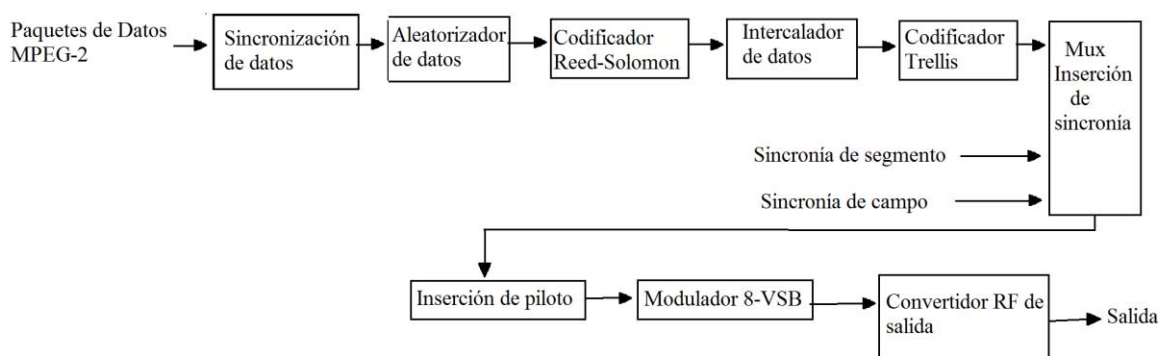 Paquetes de Datos
MPEG-2
Sincronización
de datos
Aleatorizador
de datos
Codificador
Reed-Solomon
Intercalador
de datos
Codificador
Trellis
Mux
Inserción
de
sincronía
Sincronía de segmento
Sincronía de campo
Inserción de piloto
Modulador 8-VSB
Convertidor RF de
salida
Salida